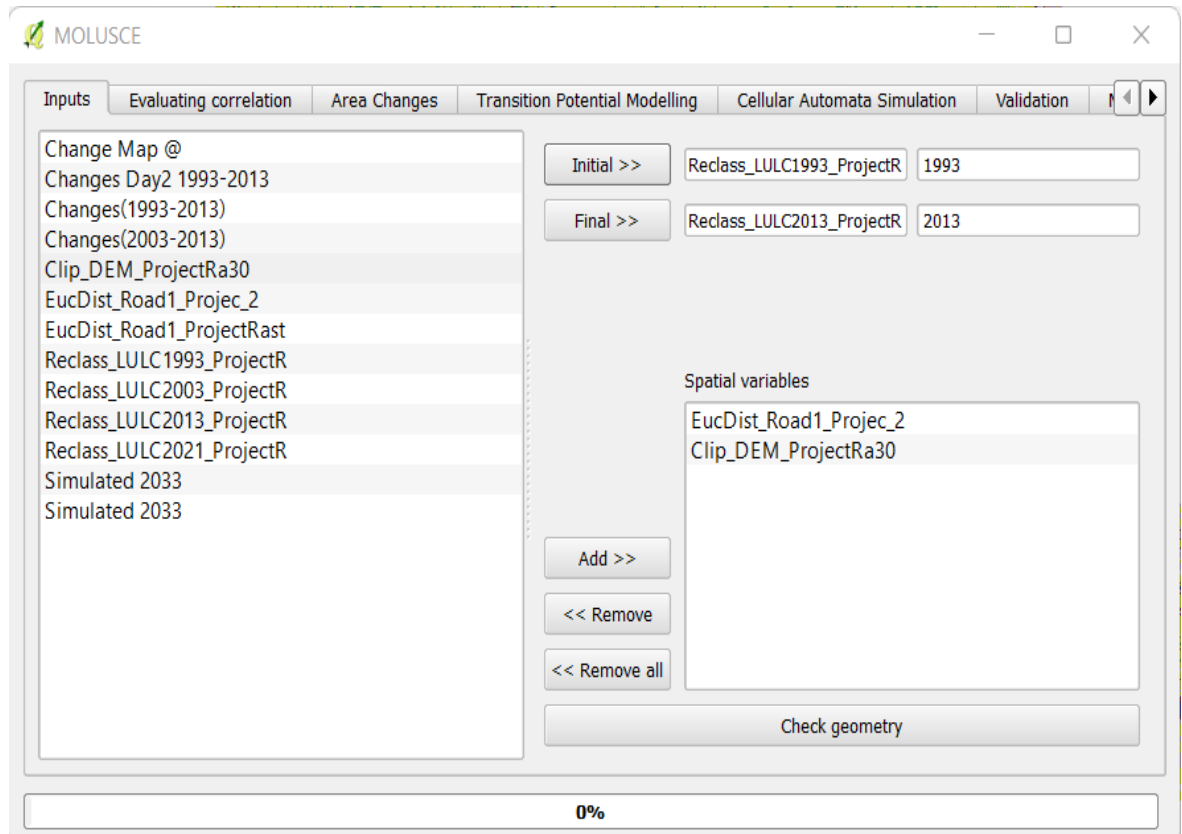 MOLUSCE
Inputs
Evaluating correlation
Area Changes
Transition Potential Modelling
Cellular Automata Simulation
Validation
Change Map @
Changes Day2 1993-2013
Changes(1993-2013)
Changes(2003-2013)
Clip_DEM_ProjectRa30
EucDist_Road1_Projec_2
EucDist_Road1_ProjectRast
Reclass_LULC1993_ProjectR
Reclass_LULC2003_ProjectR
Reclass_LULC2013_ProjectR
Reclass_LULC2021_ProjectR
Simulated 2033
Simulated 2033
Initial >>
Reclass_LULC1993_ProjectR
1993
Final >>
Reclass_LULC2013_ProjectR
2013
Spatial variables
EucDist_Road1_Projec_2
Clip_DEM_ProjectRa30
Add >>
<< Remove
<< Remove all
Check geometry
0%